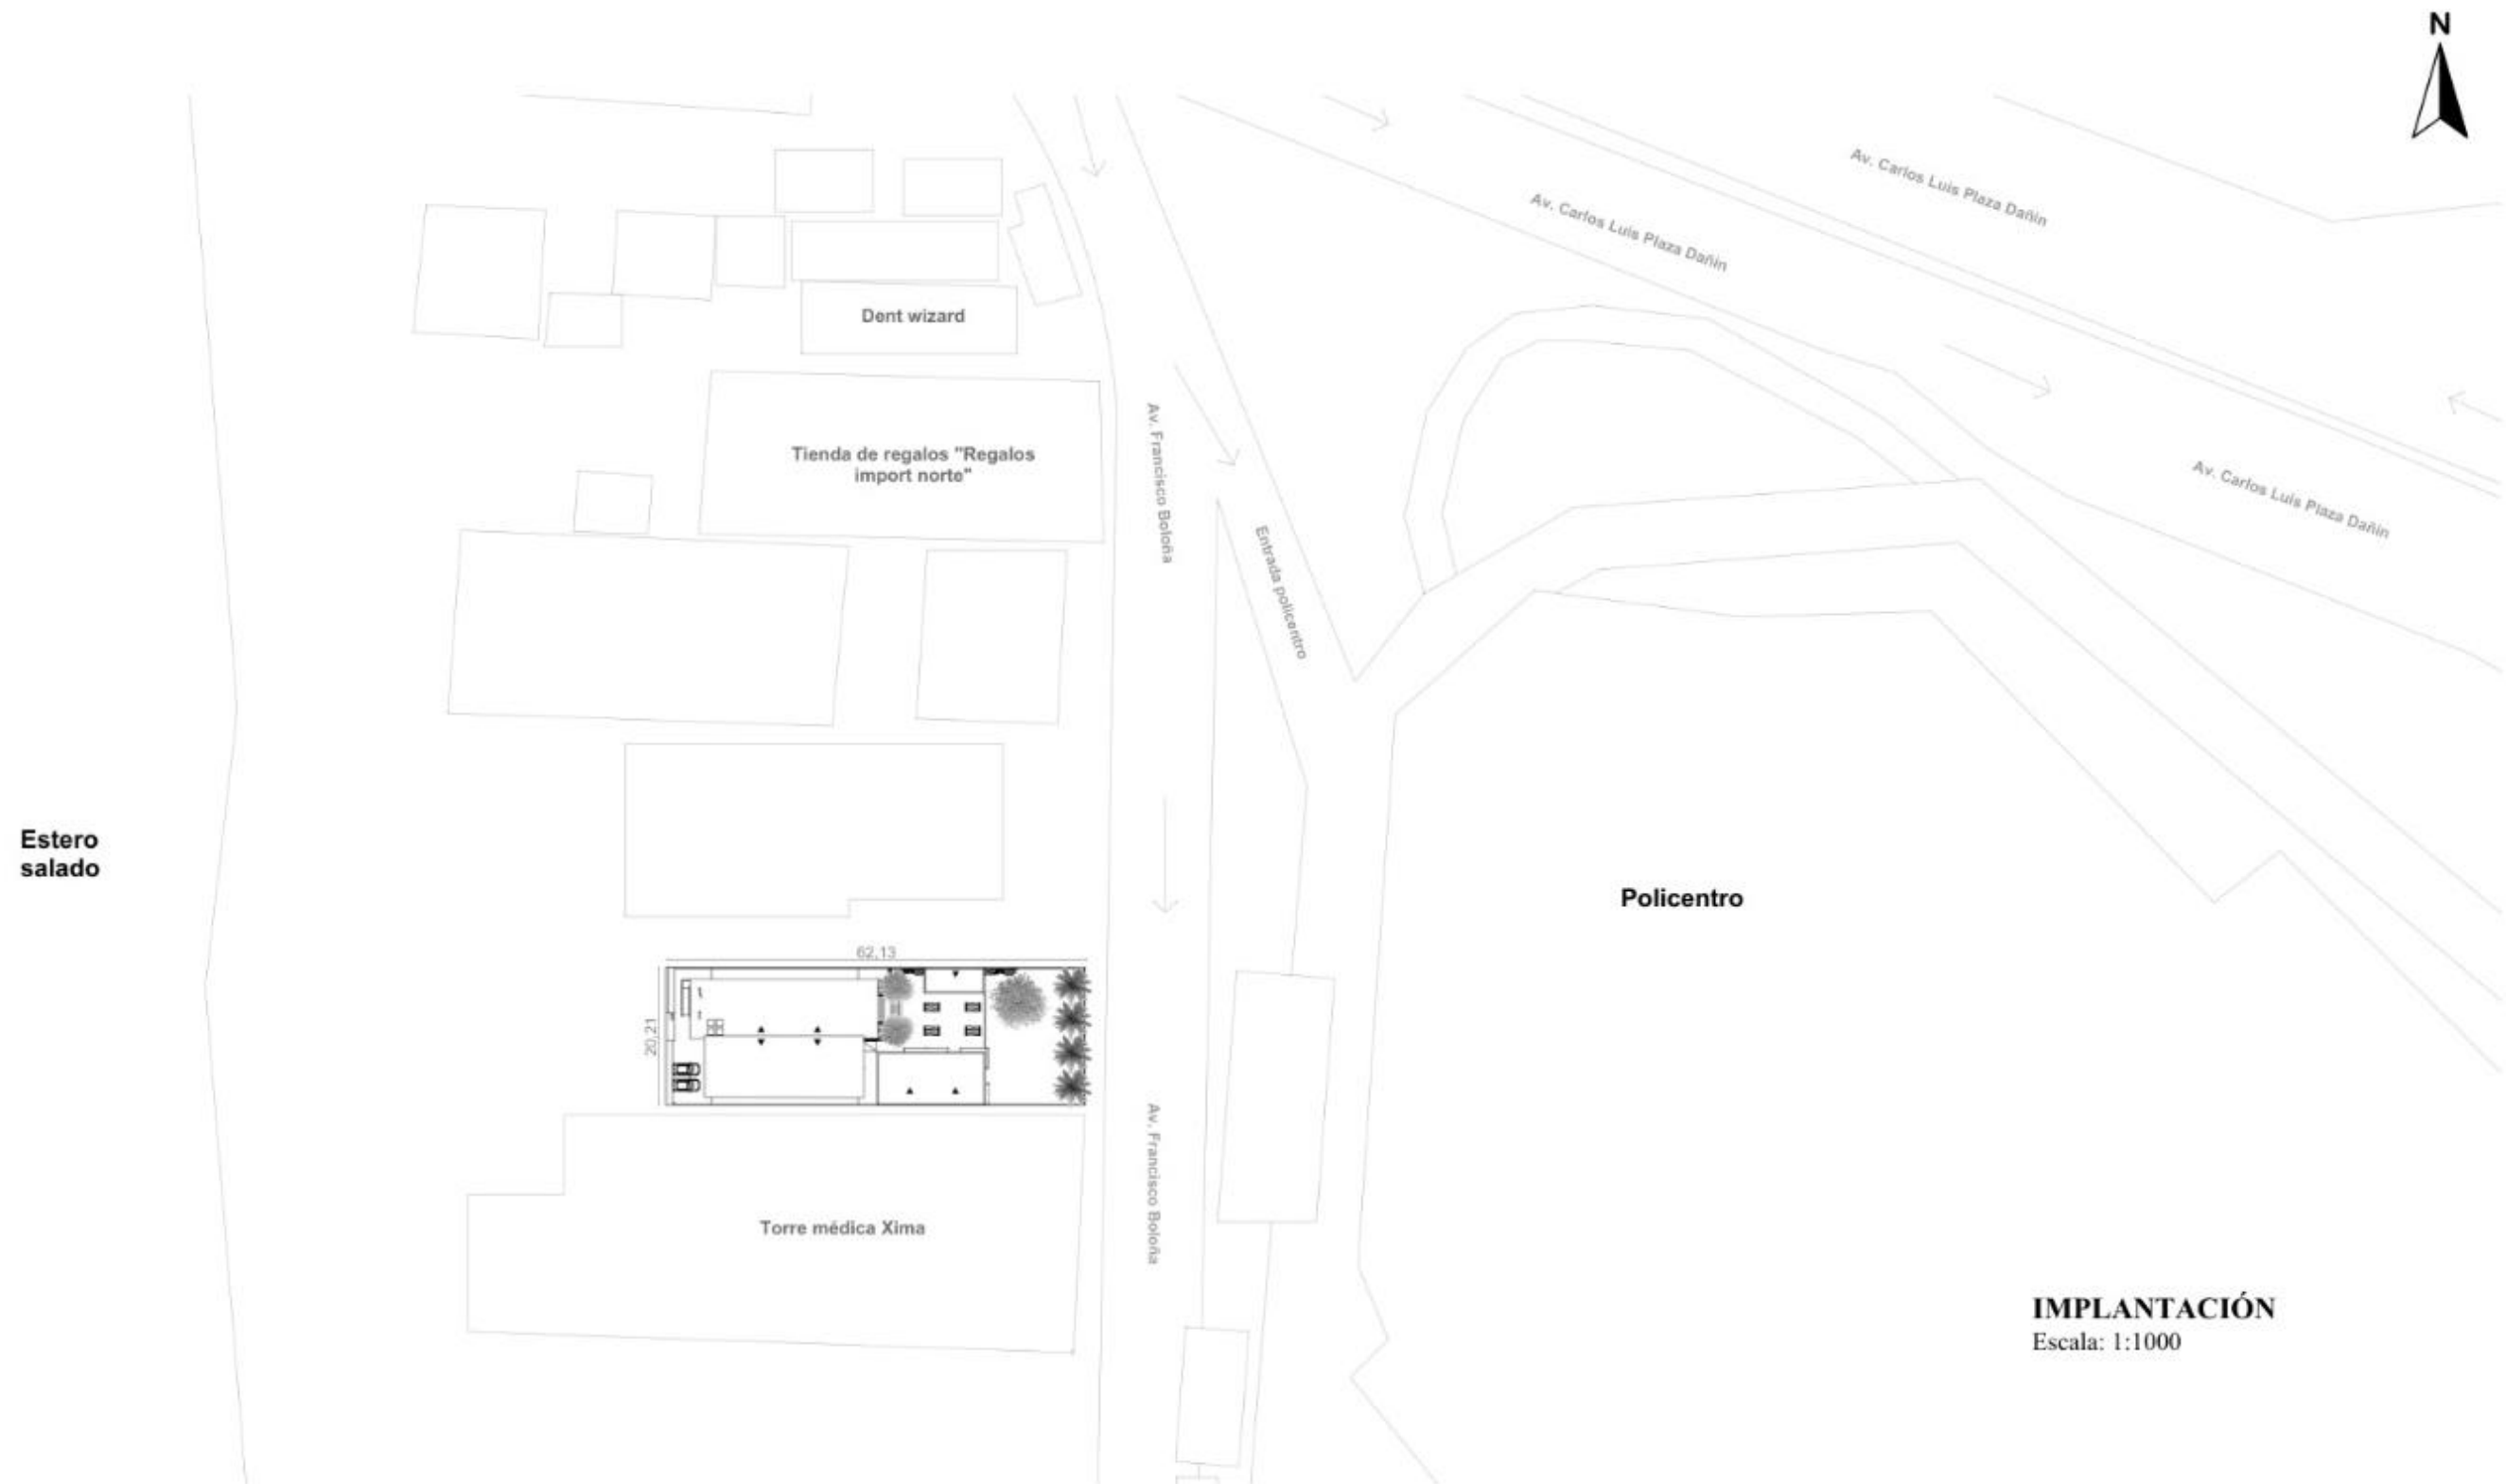 N
Av. Carlos Luis Plaza Dañin
Av. Carlos Luis Plaza Dañin
Dent wizard
Av. Francisco Boloña
Tienda de regalos "Regalos
import norte"
Av. Carlos Luis Plaza Dañin
Entrada policentro
Estero
salado
Policentro
62,13
20,21
Av. Francisco Boloña
Torre médica Xima
IMPLANTACIÓN
Escala: 1:1000